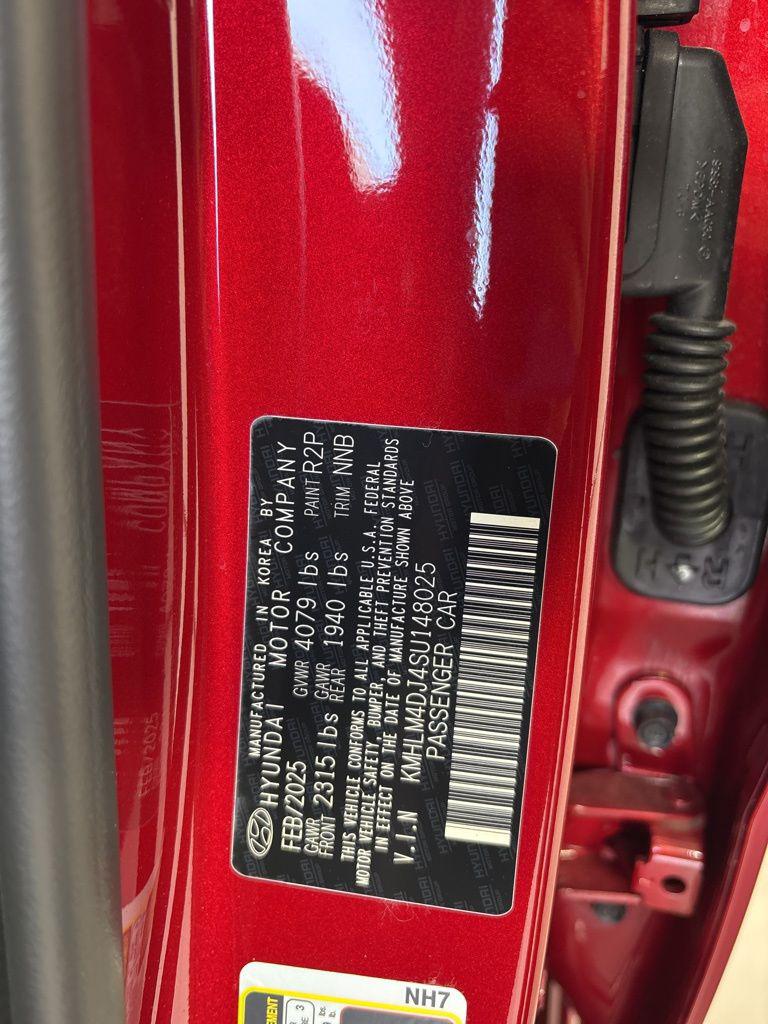 MANUFACTURED IN KOREA BY
HYUNDAI MOTOR COMPANY
FEB/2025 GVWR 4079 lbs PAINT R2P
GAWR FRONT 2315 lbs GAWR REAR 1940 lbs TRIM NNB
THIS VEHICLE CONFORMS TO ALL APPLICABLE U.S.A. FEDERAL
MOTOR VEHICLE SAFETY, BUMPER, AND THEFT PREVENTION STANDARDS
IN EFFECT ON THE DATE OF MANUFACTURE SHOWN ABOVE
V.I.N KMHLM4DJ4SU148025
PASSENGER CAR
NH7